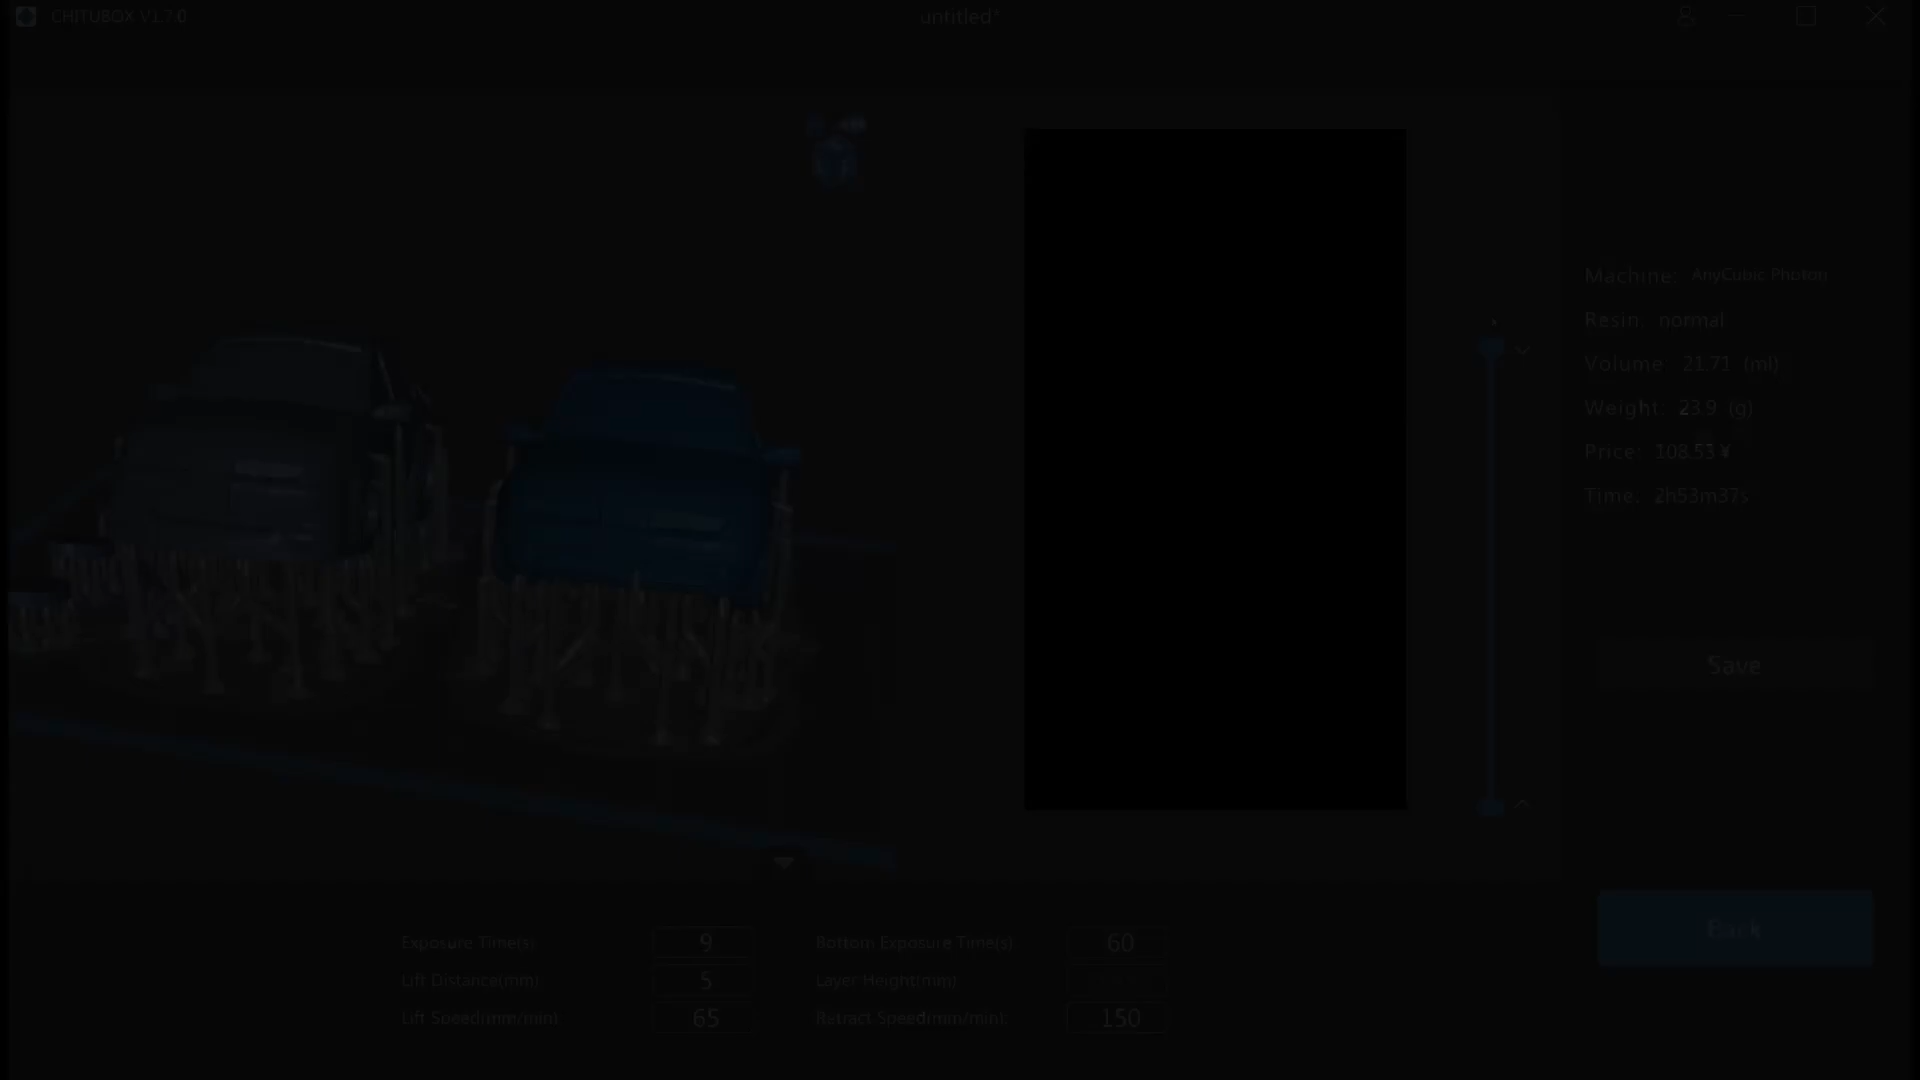 CHITUBOX V1.7.0
untitled*
Machine: AnyCubic Photon
Resin: normal
Volume: 21.71 (ml)
Weight: 23.9 (g)
Price: 108.53 ¥
Time: 2h53m37s
Save
Back
Exposure Time(s): 9 Bottom Exposure Time(s): 60
Lift Distance(mm): 5 Layer Height(mm):
Lift Speed(mm/min): 65 Retract Speed(mm/min): 150